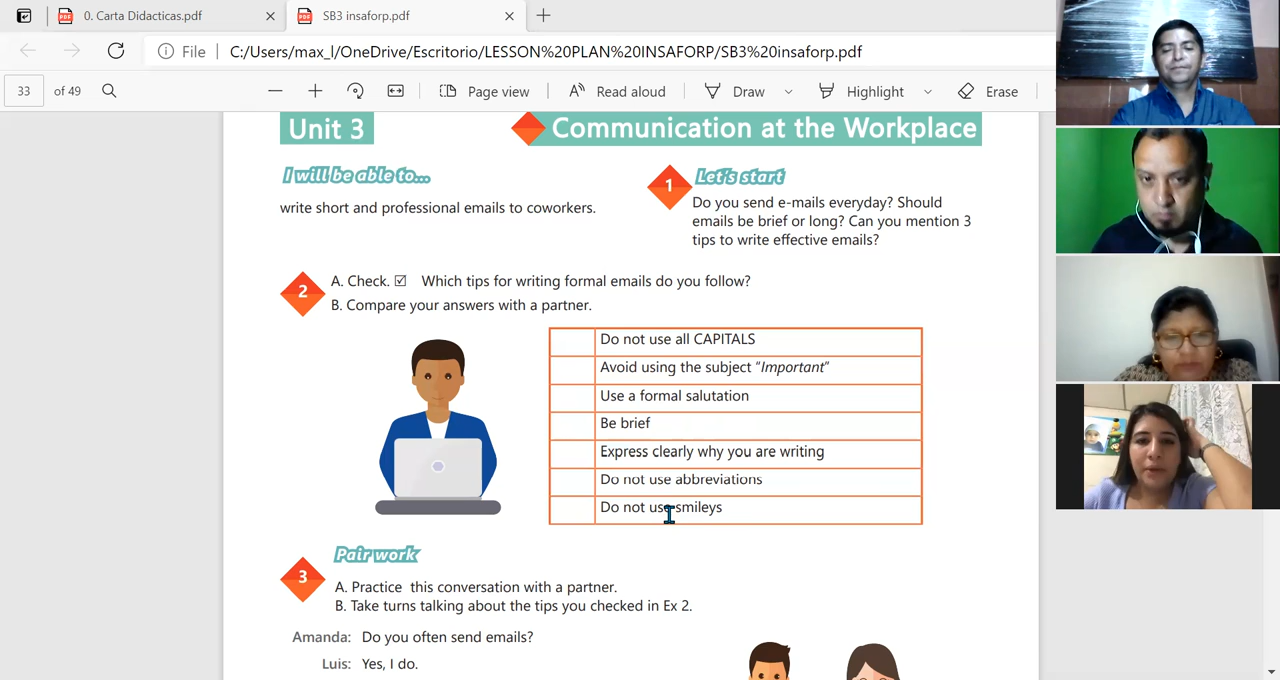 0. Carta Didacticas.pdf
SB3 insaforp.pdf
File
C:/Users/max_l/OneDrive/Escritorio/LESSON%20PLAN%20INSAFORP/SB3%20insaforp.pdf
33 of 49
Page view
Read aloud
Draw
Highlight
Erase
Unit 3
Communication at the Workplace
I will be able to...
write short and professional emails to coworkers.
1
Let's start
Do you send e-mails everyday? Should
emails be brief or long? Can you mention 3
tips to write effective emails?
2
A. Check. ☑ Which tips for writing formal emails do you follow?
B. Compare your answers with a partner.
Do not use all CAPITALS
Avoid using the subject “Important”
Use a formal salutation
Be brief
Express clearly why you are writing
Do not use abbreviations
Do not use smileys
Pair work
3
A. Practice this conversation with a partner.
B. Take turns talking about the tips you checked in Ex 2.
Amanda: Do you often send emails?
Luis: Yes, I do.